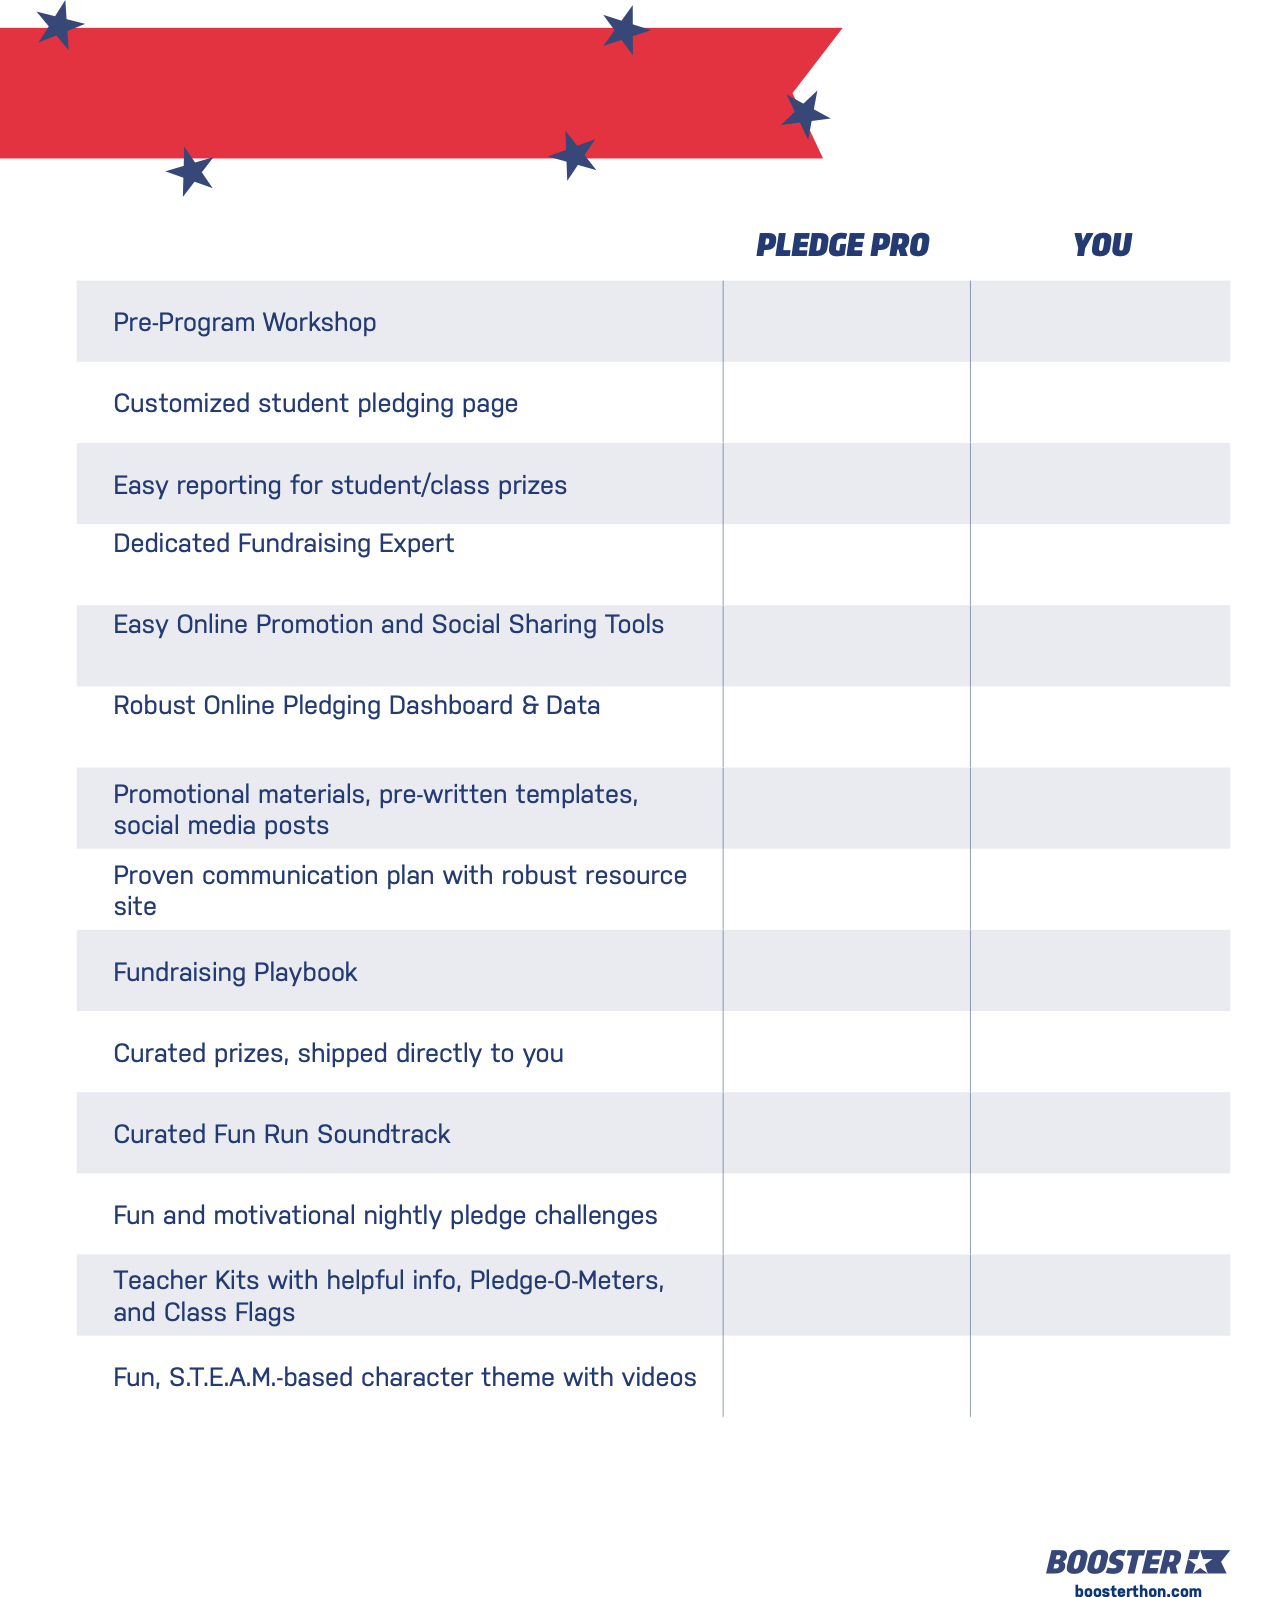 PLEDGE PRO YOU
Pre-Program Workshop
Customized student pledging page
Easy reporting for student/class prizes
Dedicated Fundraising Expert
Easy Online Promotion and Social Sharing Tools
Robust Online Pledging Dashboard & Data
Promotional materials, pre-written templates,
social media posts
Proven communication plan with robust resource
site
Fundraising Playbook
Curated prizes, shipped directly to you
Curated Fun Run Soundtrack
Fun and motivational nightly pledge challenges
Teacher Kits with helpful info, Pledge-O-Meters,
and Class Flags
Fun, S.T.E.A.M.-based character theme with videos
BOOSTER
boosterthon.com